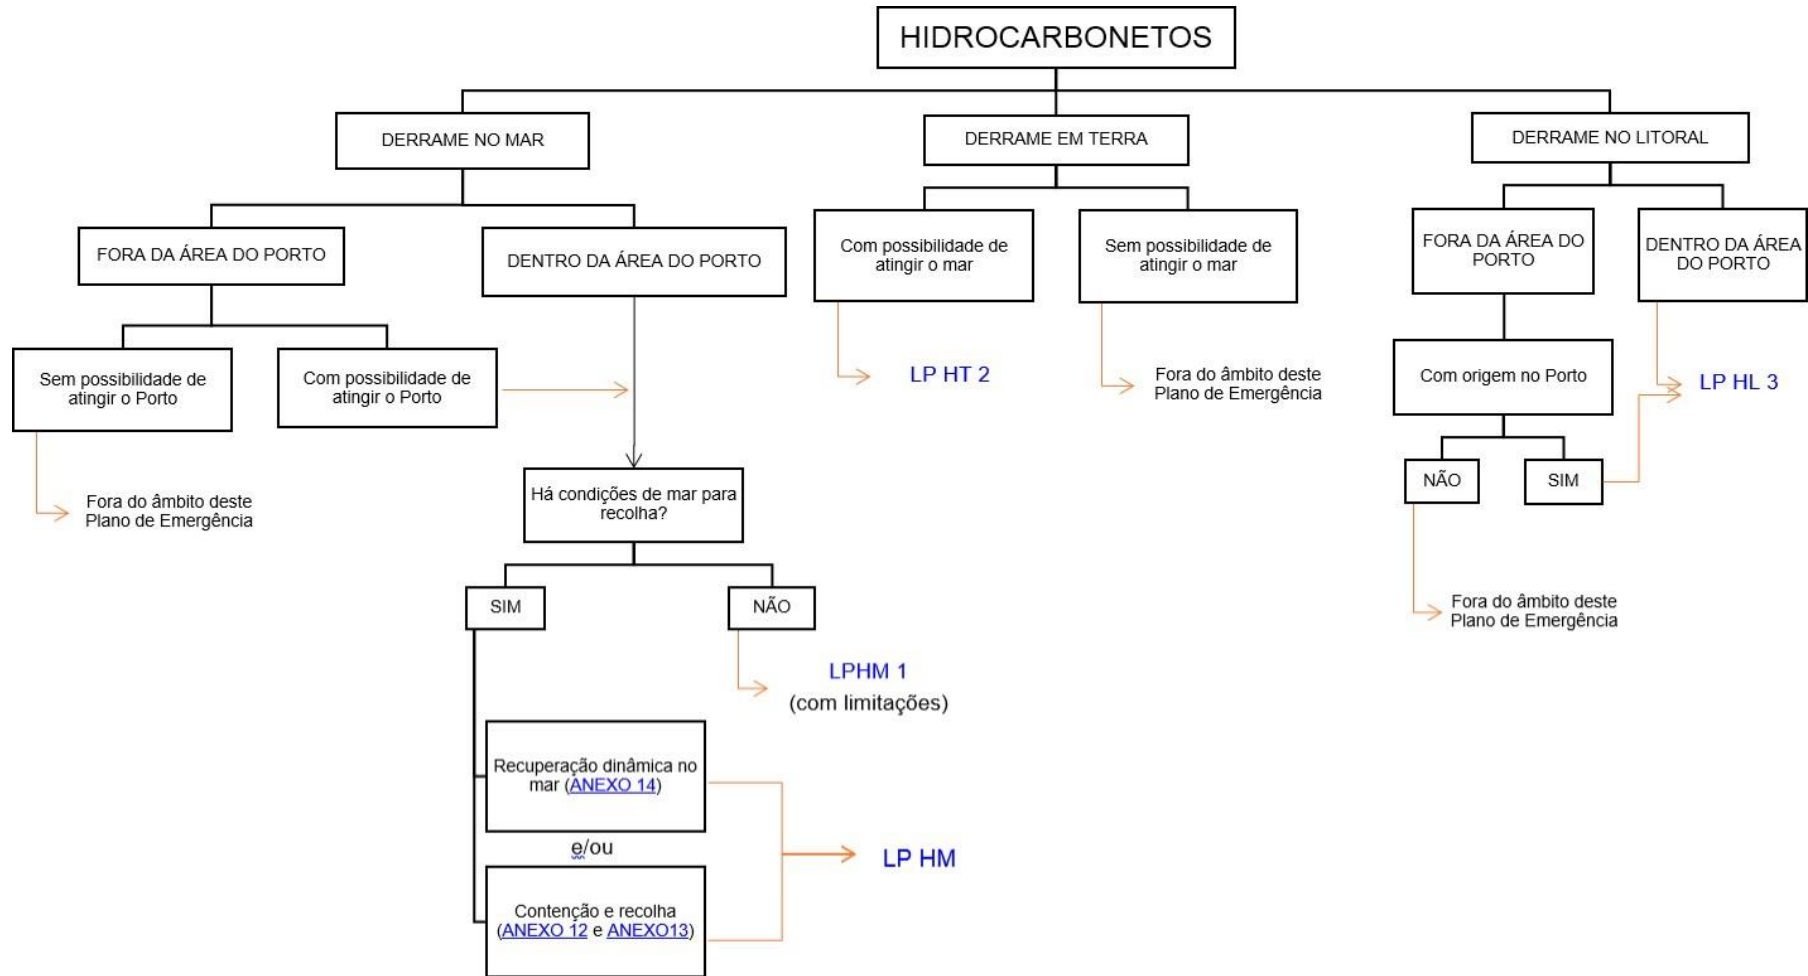 HIDROCARBONETOS
DERRAME NO MAR
DERRAME EM TERRA
DERRAME NO LITORAL
FORA DA ÁREA DO PORTO
DENTRO DA ÁREA DO PORTO
Com possibilidade de
atingir o mar
Sem possibilidade de
atingir o mar
FORA DA ÁREA DO
PORTO
DENTRO DA ÁREA
DO PORTO
Sem possibilidade de
atingir o Porto
Com possibilidade de
atingir o Porto
LP HT 2
Fora do âmbito deste
Plano de Emergência
Com origem no Porto
LP HL 3
Fora do âmbito deste
Plano de Emergência
Há condições de mar para
recolha?
NÃO
SIM
SIM
NÃO
Fora do âmbito deste
Plano de Emergência
LPHM 1
(com limitações)
Recuperação dinâmica no
mar (ANEXO 14)
e/ou
LP HM
Contenção e recolha
(ANEXO 12 e ANEXO13)